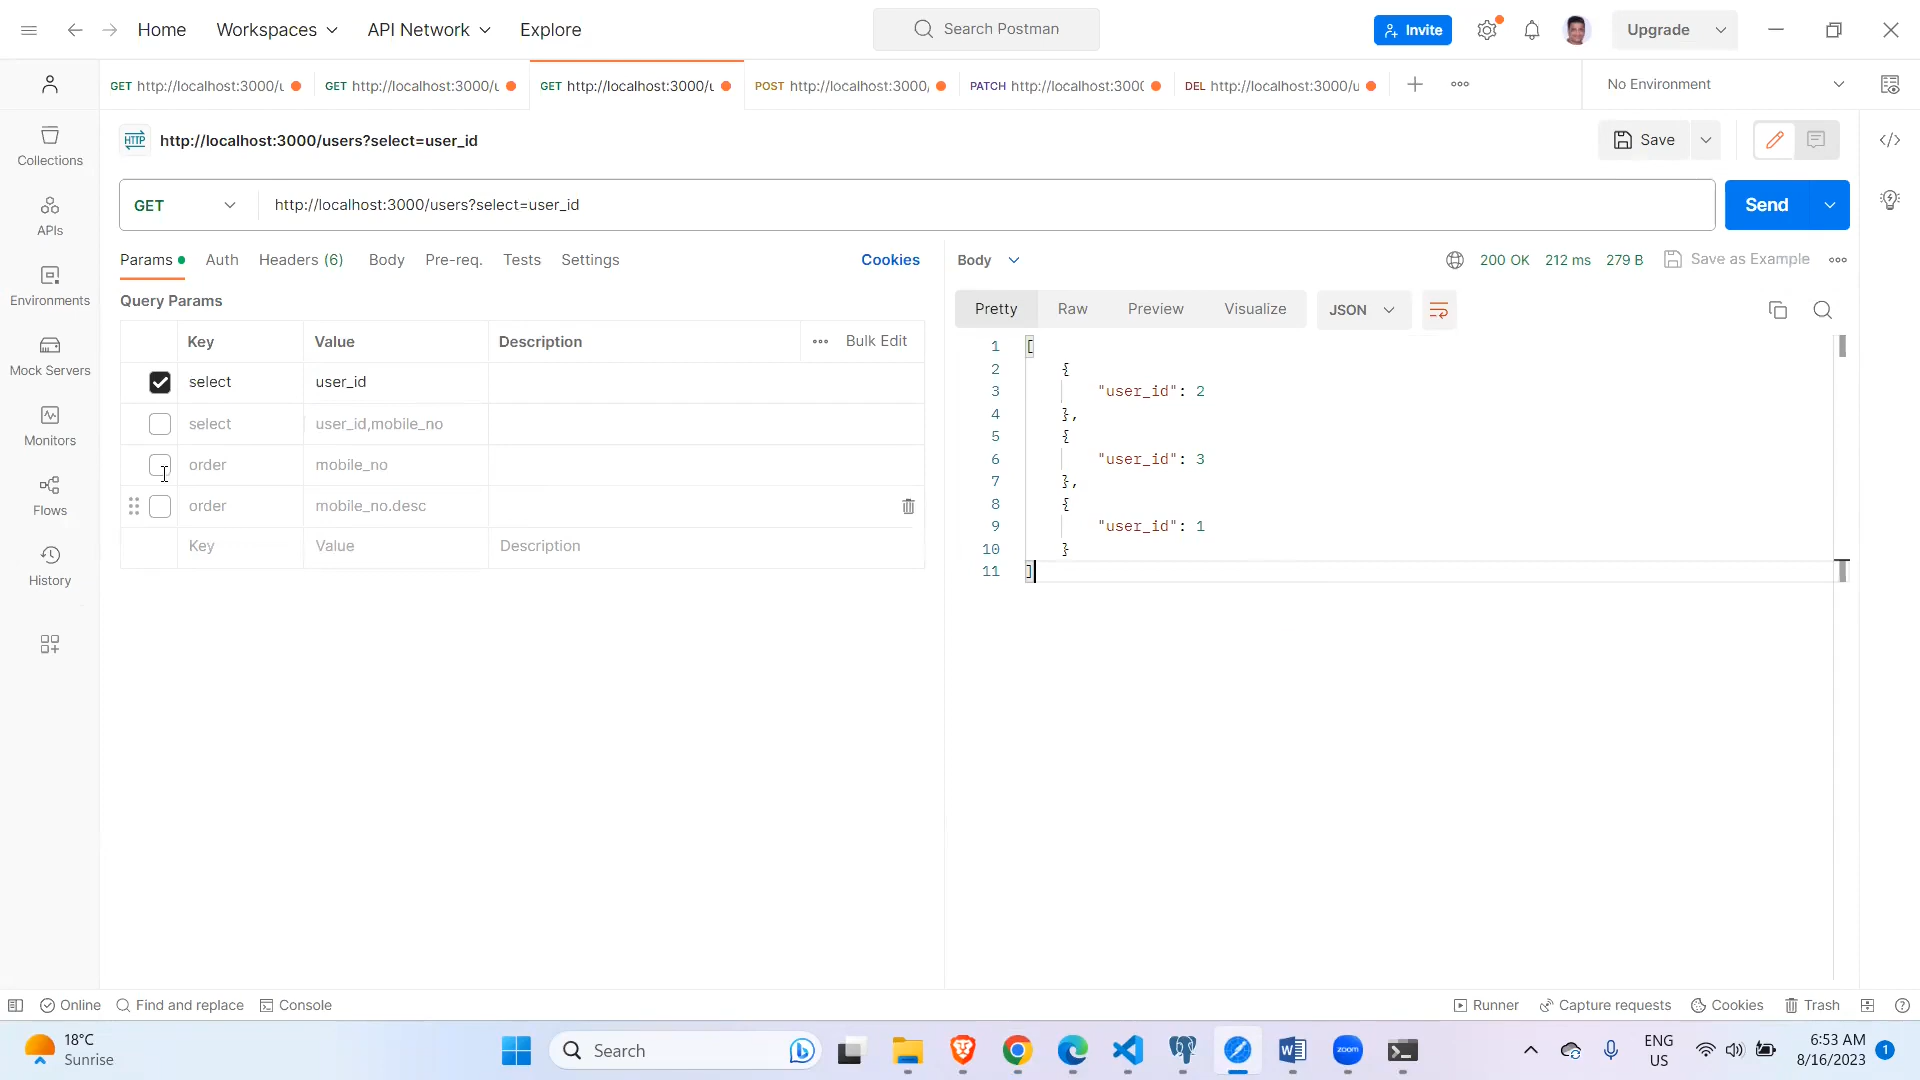 Home Workspaces API Network Explore Search Postman Invite Upgrade
GET http://localhost:3000/u GET http://localhost:3000/u GET http://localhost:3000/u POST http://localhost:3000/ PATCH http://localhost:300 DEL http://localhost:3000/u No Environment
HTTP http://localhost:3000/users?select=user_id Save
GET http://localhost:3000/users?select=user_id Send
Collections
APIs
Environments
Mock Servers
Monitors
Flows
History
Params Auth Headers (6) Body Pre-req. Tests Settings Cookies
Query Params
Key Value Description Bulk Edit
select user_id
select user_id,mobile_no
order mobile_no
order mobile_no.desc
Key Value Description
Body 200 OK 212 ms 279 B Save as Example
Pretty Raw Preview Visualize JSON
1 [
2 {
3 "user_id": 2
4 },
5 {
6 "user_id": 3
7 },
8 {
9 "user_id": 1
10 }
11 ]
Online Find and replace Console Runner Capture requests Cookies Trash
18°C
Sunrise
Search
zoom
ENG
US
6:53 AM
8/16/2023
1